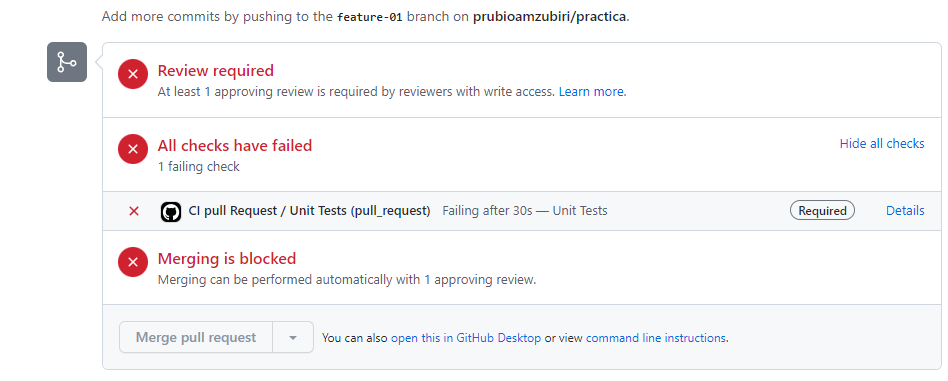 Add more commits by pushing to the feature-01 branch on prubioamzubiri/practica.
Review required
At least 1 approving review is required by reviewers with write access. Learn more.
All checks have failed
Hide all checks
1 failing check
CI pull Request / Unit Tests (pull_request) Failing after 30s — Unit Tests Required Details
Merging is blocked
Merging can be performed automatically with 1 approving review.
Merge pull request You can also open this in GitHub Desktop or view command line instructions.